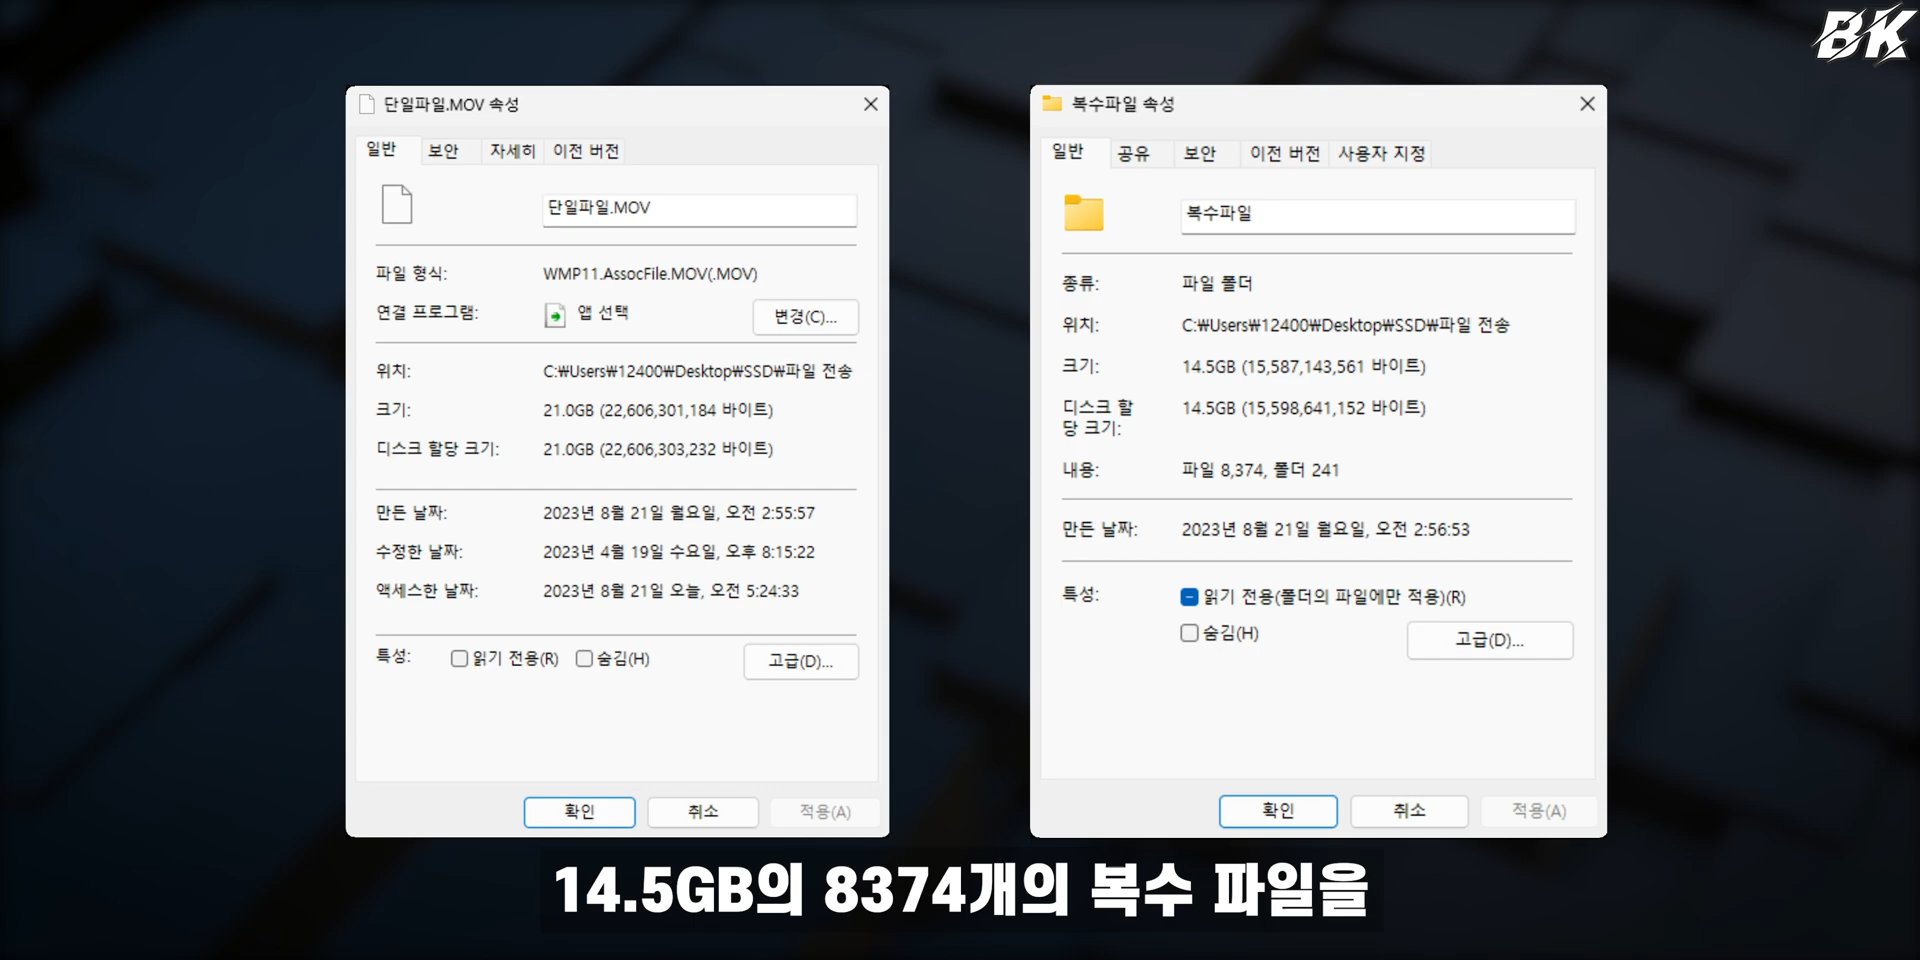 BK
단일파일.MOV 속성
일반 보안 자세히 이전 버전
단일파일.MOV
파일 형식: WMP11.AssocFile.MOV(.MOV)
연결 프로그램: 앱 선택 변경(C)...
위치: C:₩Users₩12400₩Desktop₩SSD₩파일 전송
크기: 21.0GB (22,606,301,184 바이트)
디스크 할당 크기: 21.0GB (22,606,303,232 바이트)
만든 날짜: 2023년 8월 21일 월요일, 오전 2:55:57
수정한 날짜: 2023년 4월 19일 수요일, 오후 8:15:22
액세스한 날짜: 2023년 8월 21일 오늘, 오전 5:24:33
특성: 읽기 전용(R) 숨김(H) 고급(D)...
확인 취소 적용(A)
복수파일 속성
일반 공유 보안 이전 버전 사용자 지정
복수파일
종류: 파일 폴더
위치: C:₩Users₩12400₩Desktop₩SSD₩파일 전송
크기: 14.5GB (15,587,143,561 바이트)
디스크 할 14.5GB (15,598,641,152 바이트)
당 크기:
내용: 파일 8,374, 폴더 241
만든 날짜: 2023년 8월 21일 월요일, 오전 2:56:53
특성: 읽기 전용(폴더의 파일에만 적용)(R)
숨김(H) 고급(D)...
확인 취소 적용(A)
14.5GB의 8374개의 복수 파일을